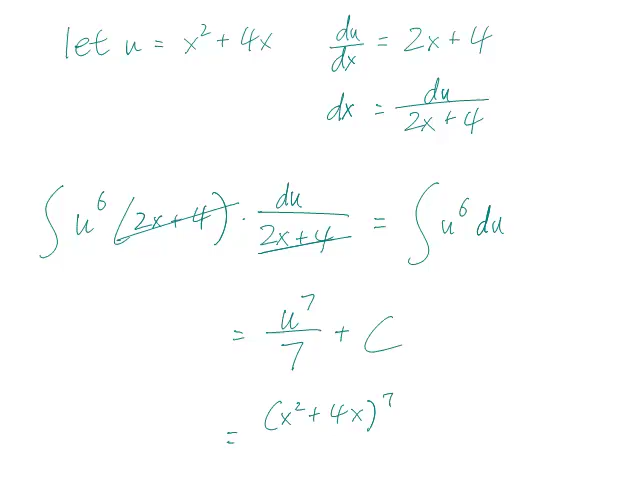 let u = x² + 4x    du/dx = 2x + 4
dx = du/(2x + 4)
∫ u⁶ (2x + 4) · du/(2x + 4) = ∫ u⁶ du
= u⁷/7 + C
= (x² + 4x)⁷